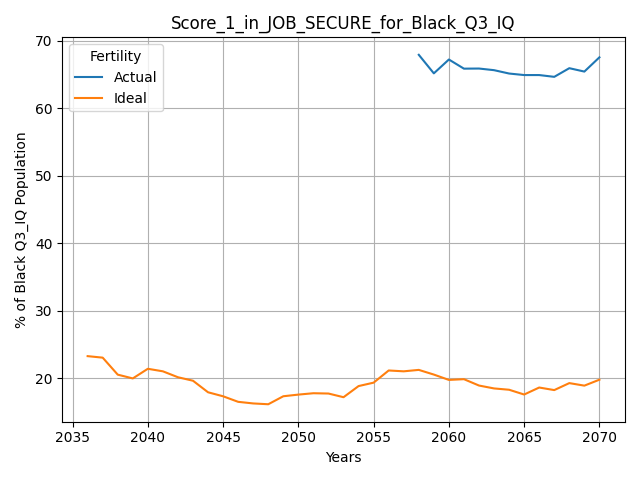 Score_1_in_JOB_SECURE_for_Black_Q3_IQ
Fertility
Actual
Ideal
% of Black Q3_IQ Population
70
60
50
40
30
20
2035 2040 2045 2050 2055 2060 2065 2070
Years